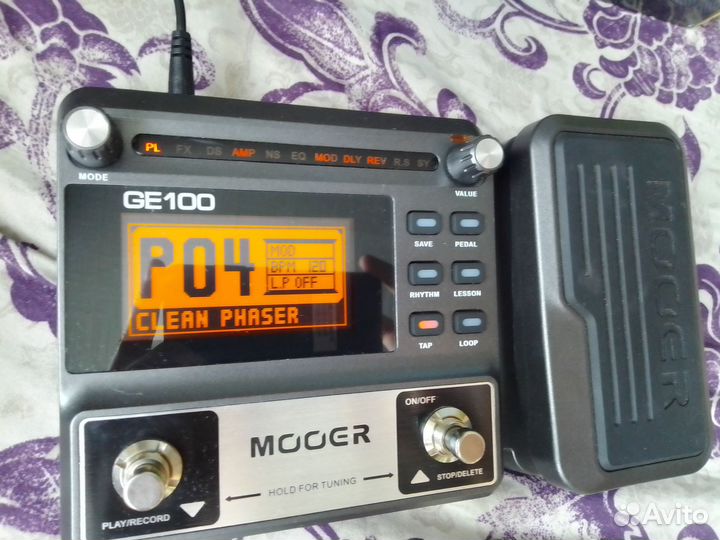 PL FX DS AMP NS EQ MOD DLY REV R.S SY
MODE
VALUE
GE100
P04
MOD
BPM 120
L.P OFF
CLEAN PHASER
SAVE PEDAL
RHYTHM LESSON
TAP LOOP
MOOER
ON/OFF
MOOER
HOLD FOR TUNING
STOP/DELETE
PLAY/RECORD
Avito